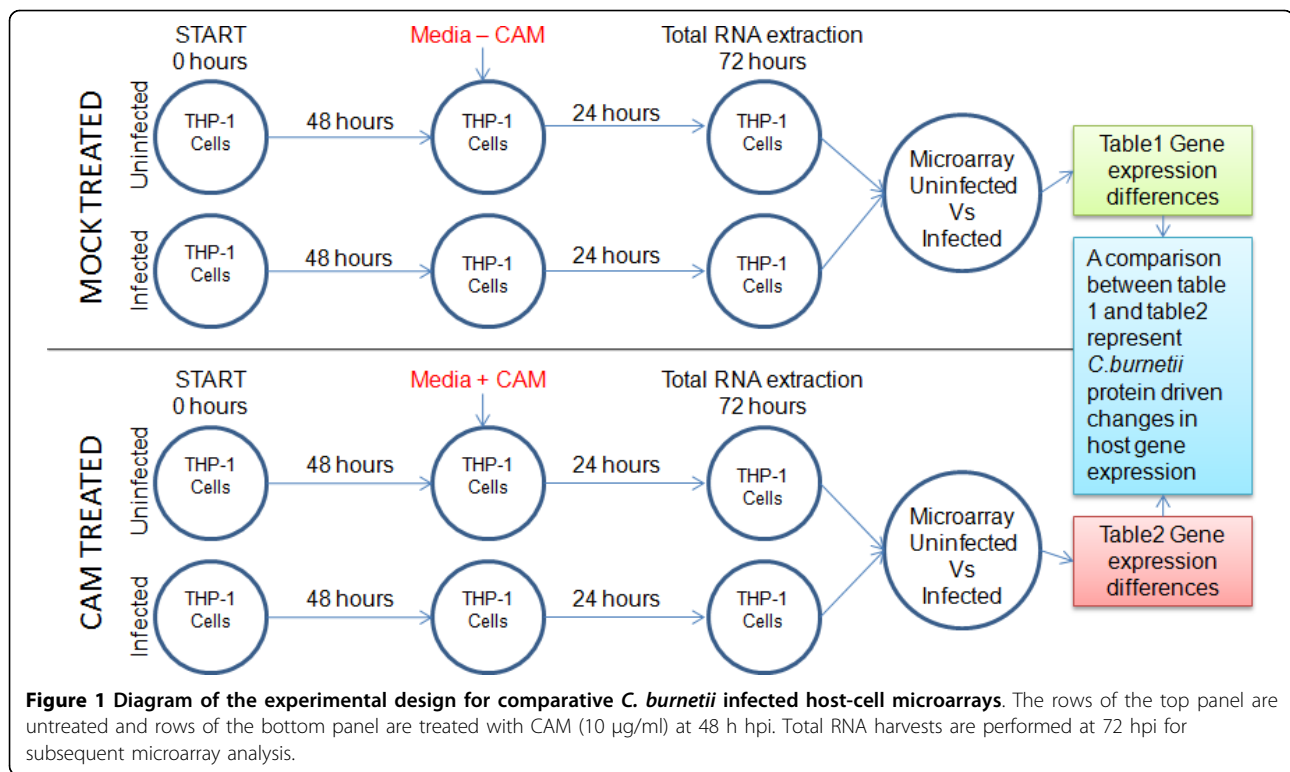 START
0 hours
Media – CAM
Total RNA extraction
72 hours
MOCK TREATED
Uninfected
THP-1
Cells
48 hours
THP-1
Cells
24 hours
THP-1
Cells
Infected
THP-1
Cells
48 hours
THP-1
Cells
24 hours
THP-1
Cells
Microarray
Uninfected
Vs
Infected
Table1 Gene
expression
differences
A comparison
between table
1 and table2
represent
C.burnetii
protein driven
changes in
host gene
expression
START
0 hours
Media + CAM
Total RNA extraction
72 hours
CAM TREATED
Uninfected
THP-1
Cells
48 hours
THP-1
Cells
24 hours
THP-1
Cells
Infected
THP-1
Cells
48 hours
THP-1
Cells
24 hours
THP-1
Cells
Microarray
Uninfected
Vs
Infected
Table2 Gene
expression
differences
Figure 1 Diagram of the experimental design for comparative C. burnetii infected host-cell microarrays. The rows of the top panel are
untreated and rows of the bottom panel are treated with CAM (10 μg/ml) at 48 h hpi. Total RNA harvests are performed at 72 hpi for
subsequent microarray analysis.